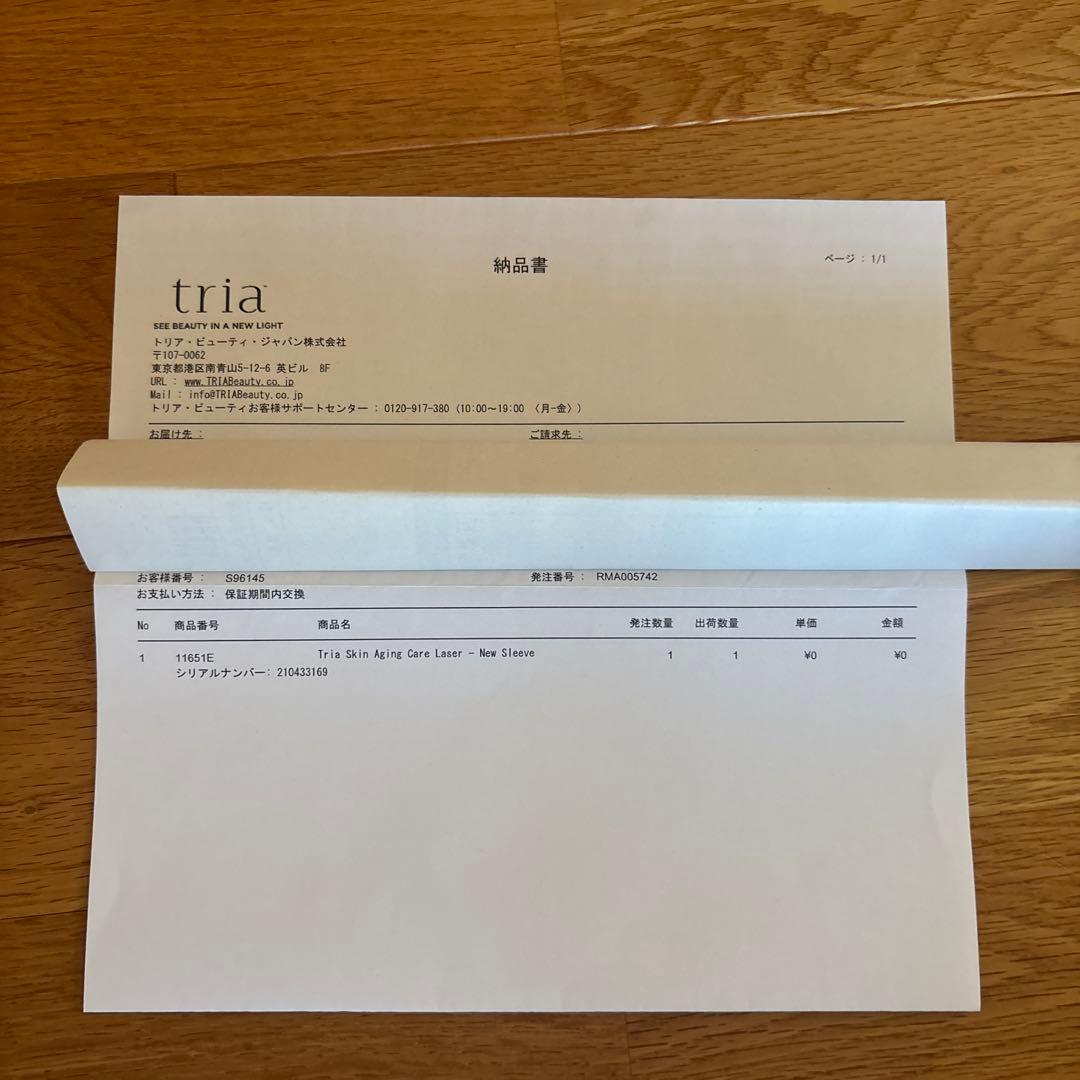 納品書
ページ : 1/1
tria
SEE BEAUTY IN A NEW LIGHT
トリア・ビューティ・ジャパン株式会社
〒107-0062
東京都港区南青山5-12-6 英ビル 8F
URL : www.TRIABeauty.co.jp
Mail : info@TRIABeauty.co.jp
トリア・ビューティお客様サポートセンター : 0120-917-380 (10:00~19:00 〈月-金〉)
お届け先 : ご請求先 :
お客様番号 : S96145 発注番号 : RMA005742
お支払い方法 : 保証期間内交換
No 商品番号 商品名 発注数量 出荷数量 単価 金額
1 11651E Tria Skin Aging Care Laser - New Sleeve 1 1 ¥0 ¥0
シリアルナンバー: 210433169